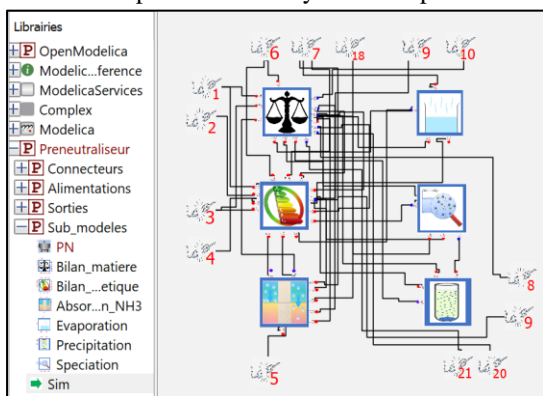 Librairies
OpenModelica
Modelic...ference
ModelicaServices
Complex
Modelica
Preneutraliseur
Connecteurs
Alimentations
Sorties
Sub_modeles
PN
Bilan_matiere
Bilan_...etique
Absor...n_NH3
Evaporation
Precipitation
Speciation
Sim
6 7 18 9 10
1
2
3
4
8
9
5
21 20